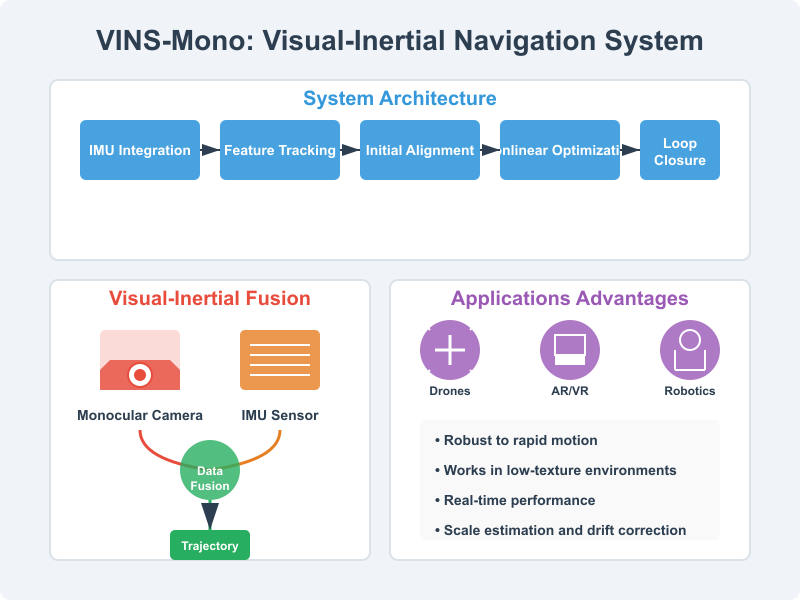 VINS-Mono: Visual-Inertial Navigation System
System Architecture
IMU Integration
Feature Tracking
Initial Alignment
nlinear Optimizati
Loop
Closure
Visual-Inertial Fusion
Monocular Camera
IMU Sensor
Data
Fusion
Trajectory
Applications Advantages
Drones
AR/VR
Robotics
• Robust to rapid motion
• Works in low-texture environments
• Real-time performance
• Scale estimation and drift correction